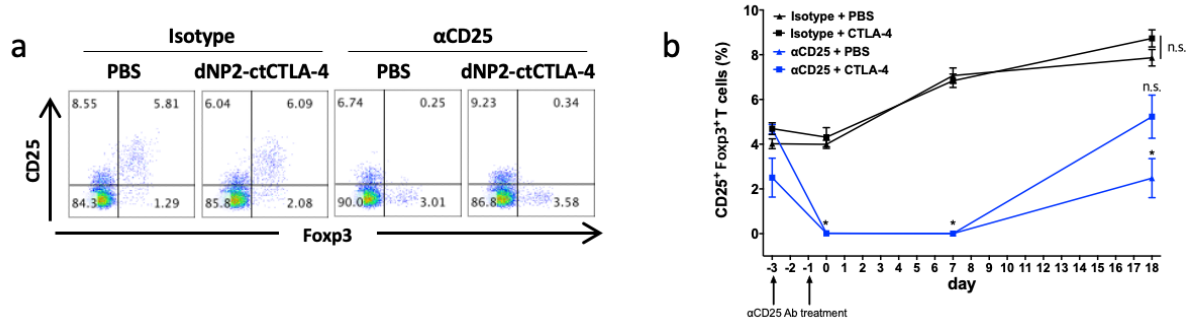 a
Isotype
αCD25
PBS
dNP2-ctCTLA-4
PBS
dNP2-ctCTLA-4
8.55
5.81
6.04
6.09
6.74
0.25
9.23
0.34
84.3
1.29
85.8
2.08
90.0
3.01
86.8
3.58
CD25
Foxp3
b
Isotype + PBS
Isotype + CTLA-4
αCD25 + PBS
αCD25 + CTLA-4
CD25+ Foxp3+ T cells (%)
10
8
6
4
2
0
n.s.
n.s.
*
*
*
-3 -2 -1 0 1 2 3 4 5 6 7 8 9 10 11 12 13 14 15 16 17 18
day
αCD25 Ab treatment